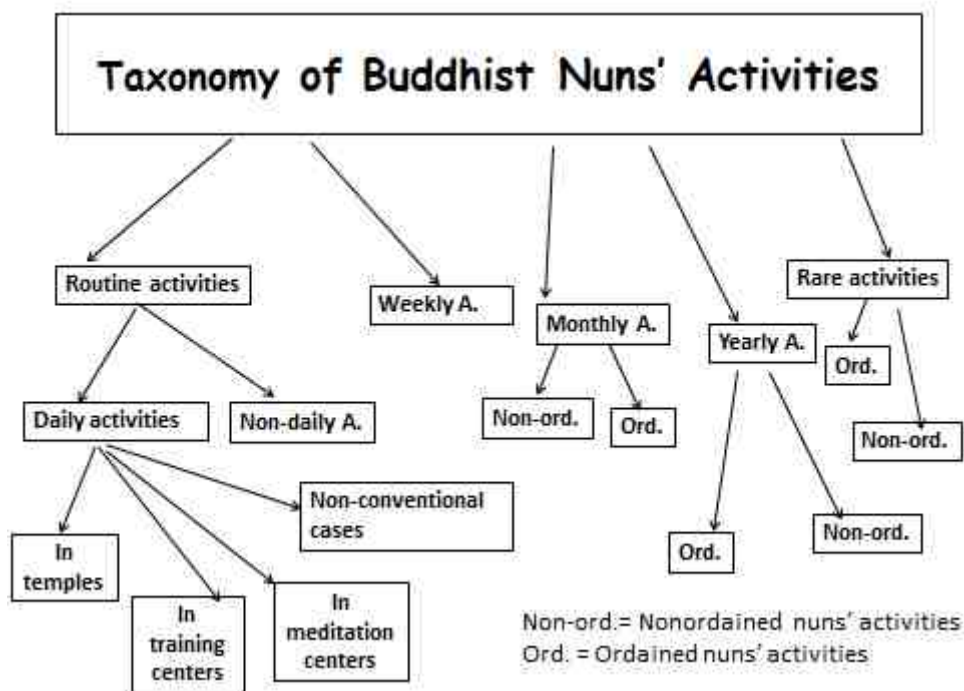 Taxonomy of Buddhist Nuns' Activities
Routine activities
Weekly A.
Monthly A.
Yearly A.
Rare activities
Ord.
Non-ord.
Daily activities
Non-daily A.
Non-ord.
Ord.
Non-conventional
cases
In
temples
In
training
centers
In
meditation
centers
Ord.
Non-ord.
Non-ord.= Nonordained nuns' activities
Ord. = Ordained nuns' activities